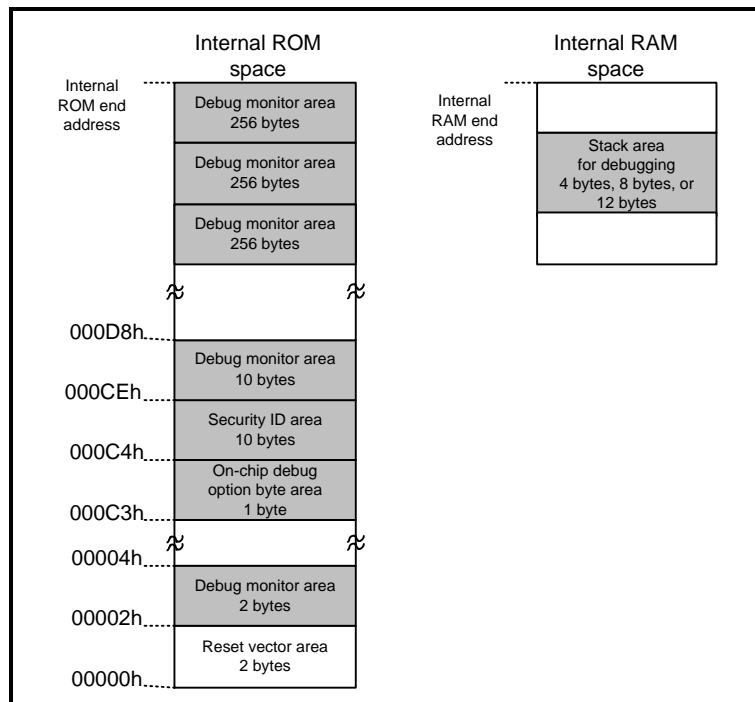 Internal ROM
space
Internal
ROM end
address
Debug monitor area
256 bytes
Debug monitor area
256 bytes
Debug monitor area
256 bytes
000D8h
Debug monitor area
10 bytes
000CEh
Security ID area
10 bytes
000C4h
On-chip debug
option byte area
1 byte
000C3h
00004h
Debug monitor area
2 bytes
00002h
Reset vector area
2 bytes
00000h
Internal RAM
space
Internal
RAM end
address
Stack area
for debugging
4 bytes, 8 bytes, or
12 bytes